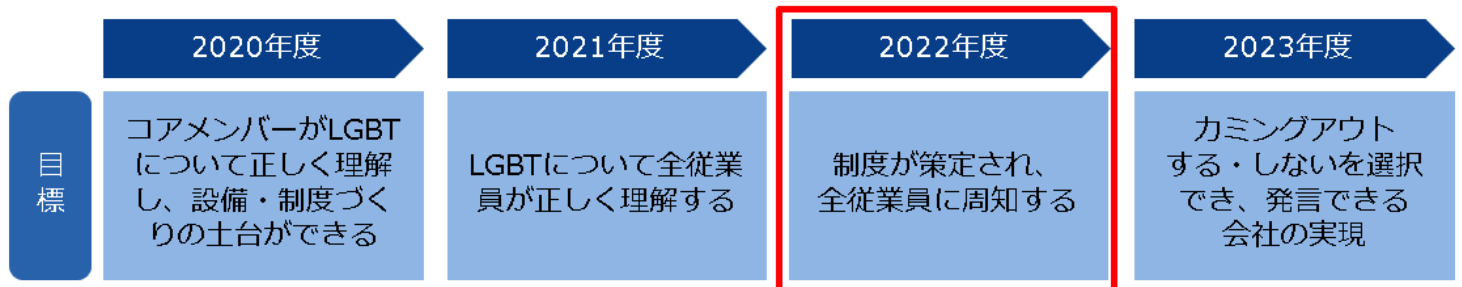 2020年度
2021年度
2022年度
2023年度
目
標
コアメンバーがLGBT
について正しく理解
し、設備・制度づく
りの土台ができる
LGBTについて全従業
員が正しく理解する
制度が策定され、
全従業員に周知する
カミングアウト
する・しないを選択
でき、発言できる
会社の実現